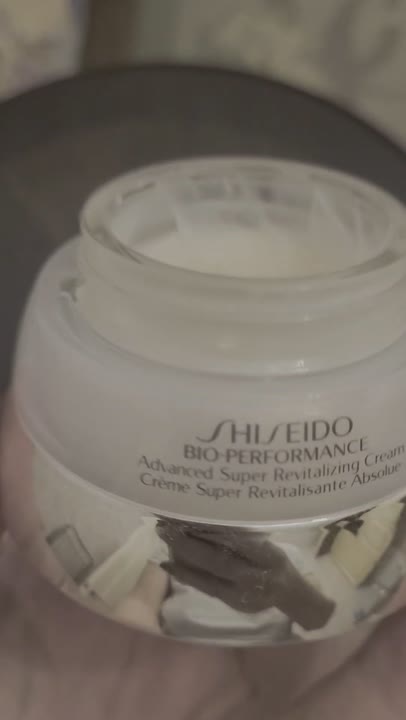 SHISEIDO
BIO-PERFORMANCE
Advanced Super Revitalizing Cream
Crème Super Revitalisante Absolue